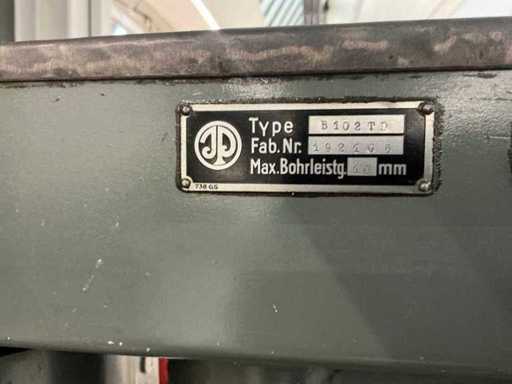 JP
Type B102TD
Fab.Nr.
Max.Bohrleistg. mm
738 GS